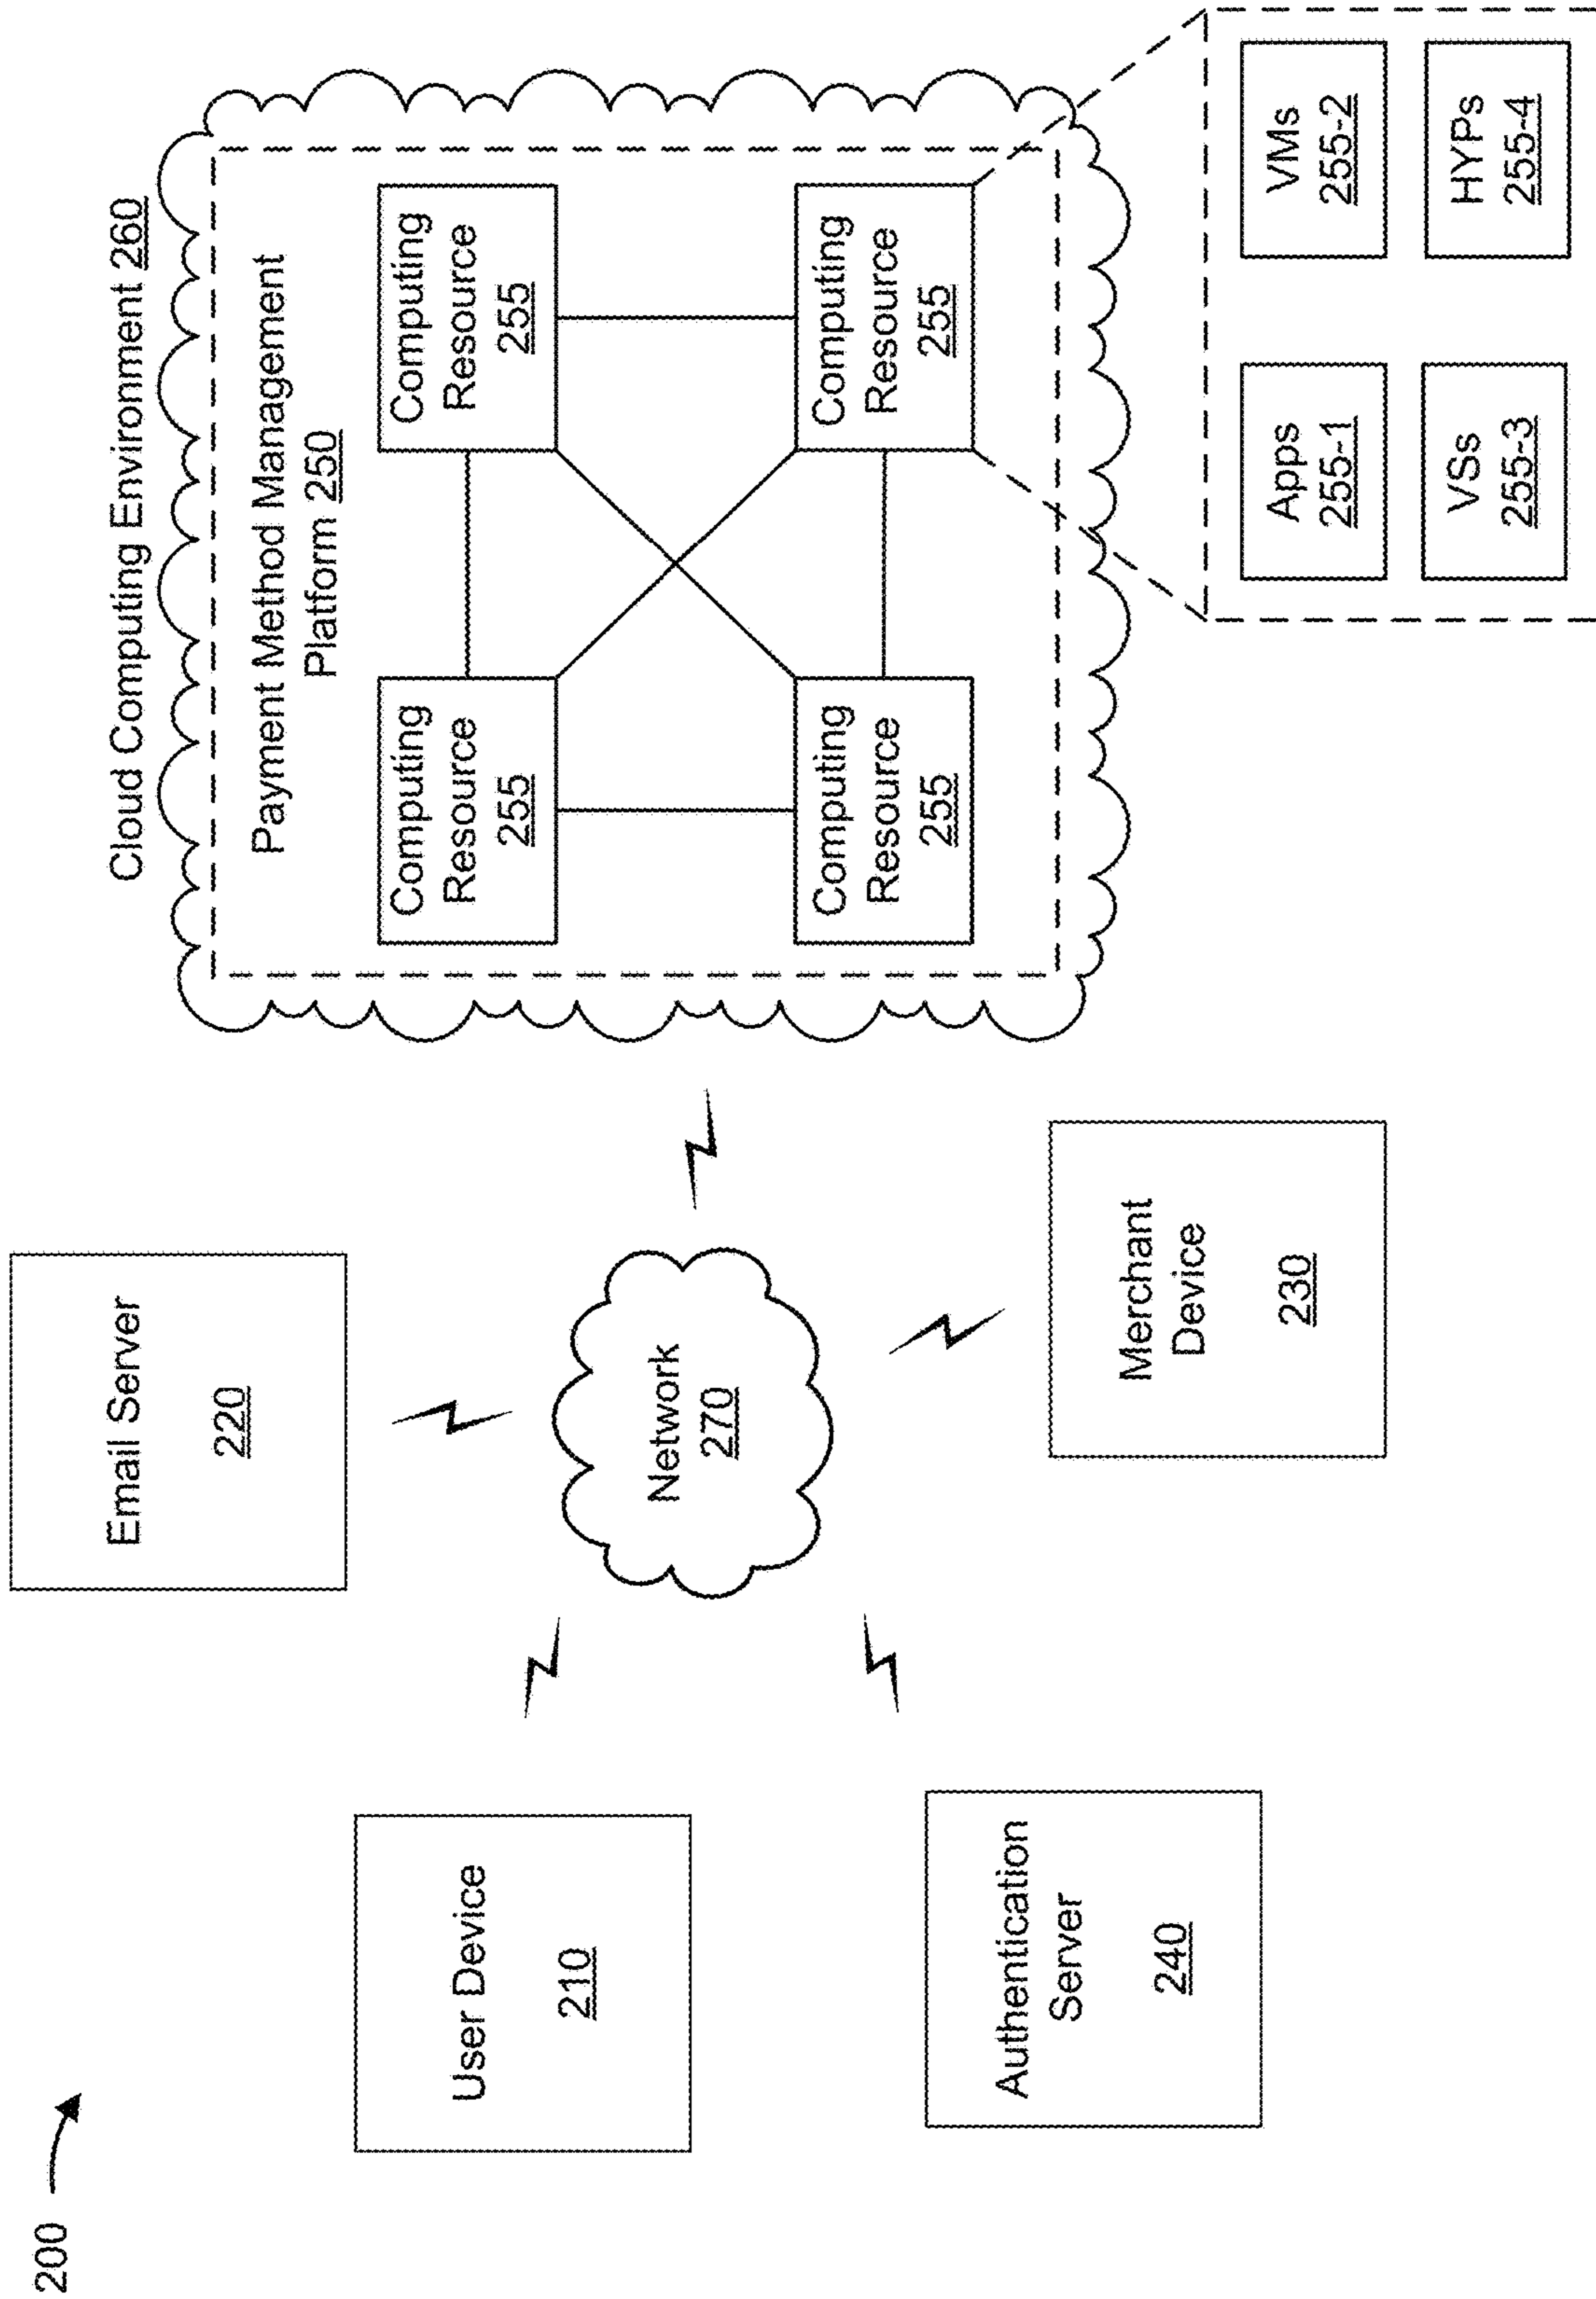 200
Cloud Computing Environment 260
Payment Method Management
Platform 250
Computing
Resource
255
Computing
Resource
255
Computing
Resource
255
Computing
Resource
255
Email Server
220
User Device
210
Network
270
Authentication
Server
240
Merchant
Device
230
Apps
255-1
VMs
255-2
VSs
255-3
HYPs
255-4